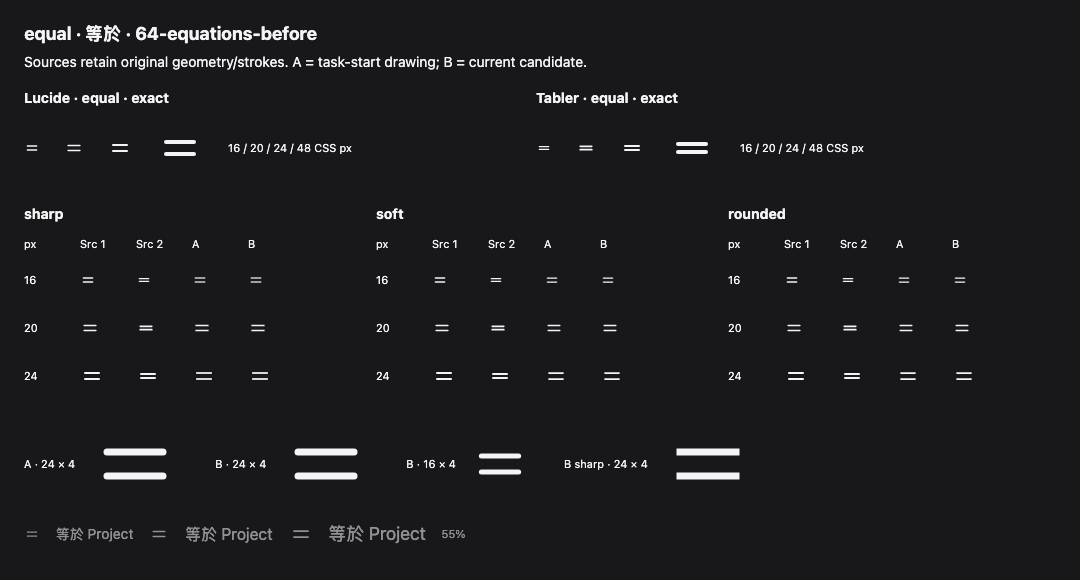 equal · 等於 · 64-equations-before
Sources retain original geometry/strokes. A = task-start drawing; B = current candidate.
Lucide · equal · exact
Tabler · equal · exact
16 / 20 / 24 / 48 CSS px
16 / 20 / 24 / 48 CSS px
sharp
soft
rounded
px Src 1 Src 2 A B
px Src 1 Src 2 A B
px Src 1 Src 2 A B
16
16
16
20
20
20
24
24
24
A · 24 × 4
B · 24 × 4
B · 16 × 4
B sharp · 24 × 4
等於 Project
等於 Project
等於 Project
55%